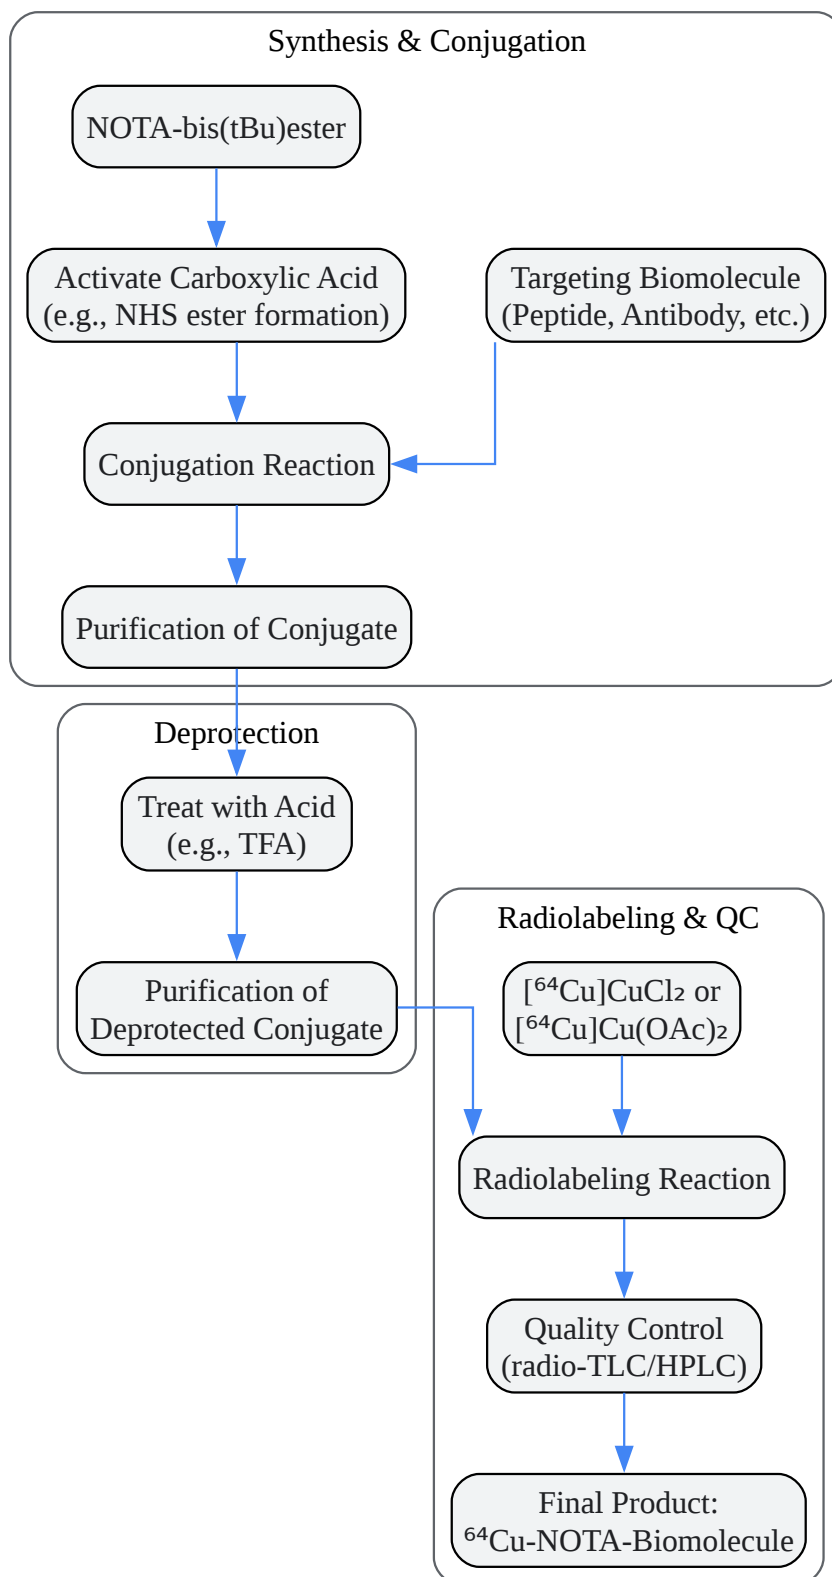 Synthesis & Conjugation
NOTA-bis(tBu)ester
Activate Carboxylic Acid
(e.g., NHS ester formation)
Targeting Biomolecule
(Peptide, Antibody, etc.)
Conjugation Reaction
Purification of Conjugate
Deprotection
Treat with Acid
(e.g., TFA)
Purification of
Deprotected Conjugate
Radiolabeling & QC
[⁶⁴Cu]CuCl₂ or
[⁶⁴Cu]Cu(OAc)₂
Radiolabeling Reaction
Quality Control
(radio-TLC/HPLC)
Final Product:
⁶⁴Cu-NOTA-Biomolecule